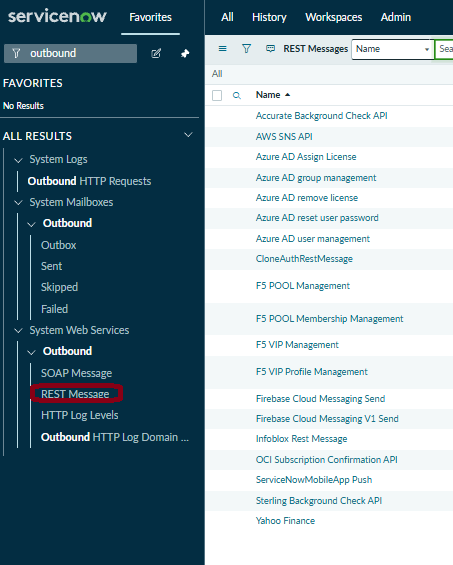 servicenow
Favorites
All
History
Workspaces
Admin
outbound
FAVORITES
No Results
ALL RESULTS
System Logs
Outbound HTTP Requests
System Mailboxes
Outbound
Outbox
Sent
Skipped
Failed
System Web Services
Outbound
SOAP Message
REST Message
HTTP Log Levels
Outbound HTTP Log Domain ...
REST Messages
Name
Sea
All
Name
Accurate Background Check API
AWS SNS API
Azure AD Assign License
Azure AD group management
Azure AD remove license
Azure AD reset user password
Azure AD user management
CloneAuthRestMessage
F5 POOL Management
F5 POOL Membership Management
F5 VIP Management
F5 VIP Profile Management
Firebase Cloud Messaging Send
Firebase Cloud Messaging V1 Send
Infoblox Rest Message
OCI Subscription Confirmation API
ServiceNowMobileApp Push
Sterling Background Check API
Yahoo Finance